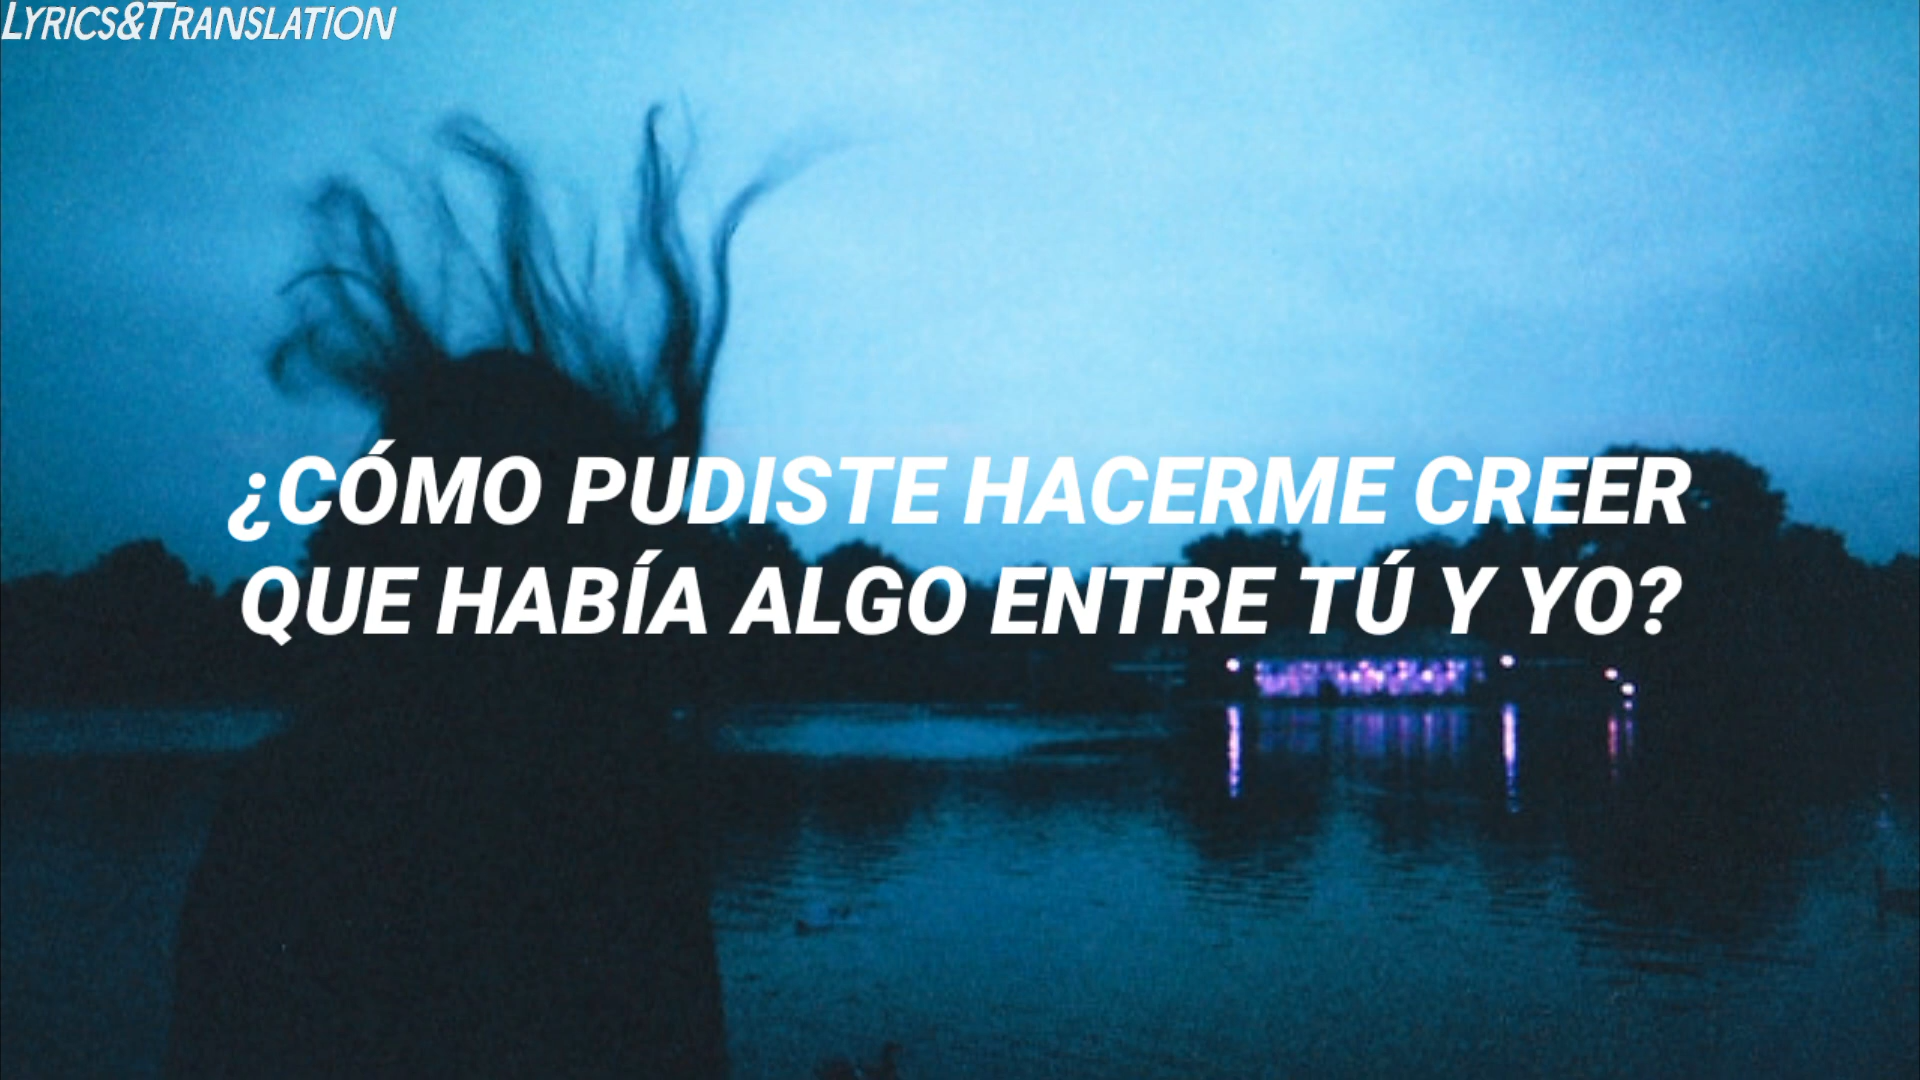 LYRICS&TRANSLATION
¿CÓMO PUDISTE HACERME CREER
QUE HABÍA ALGO ENTRE TÚ Y YO?